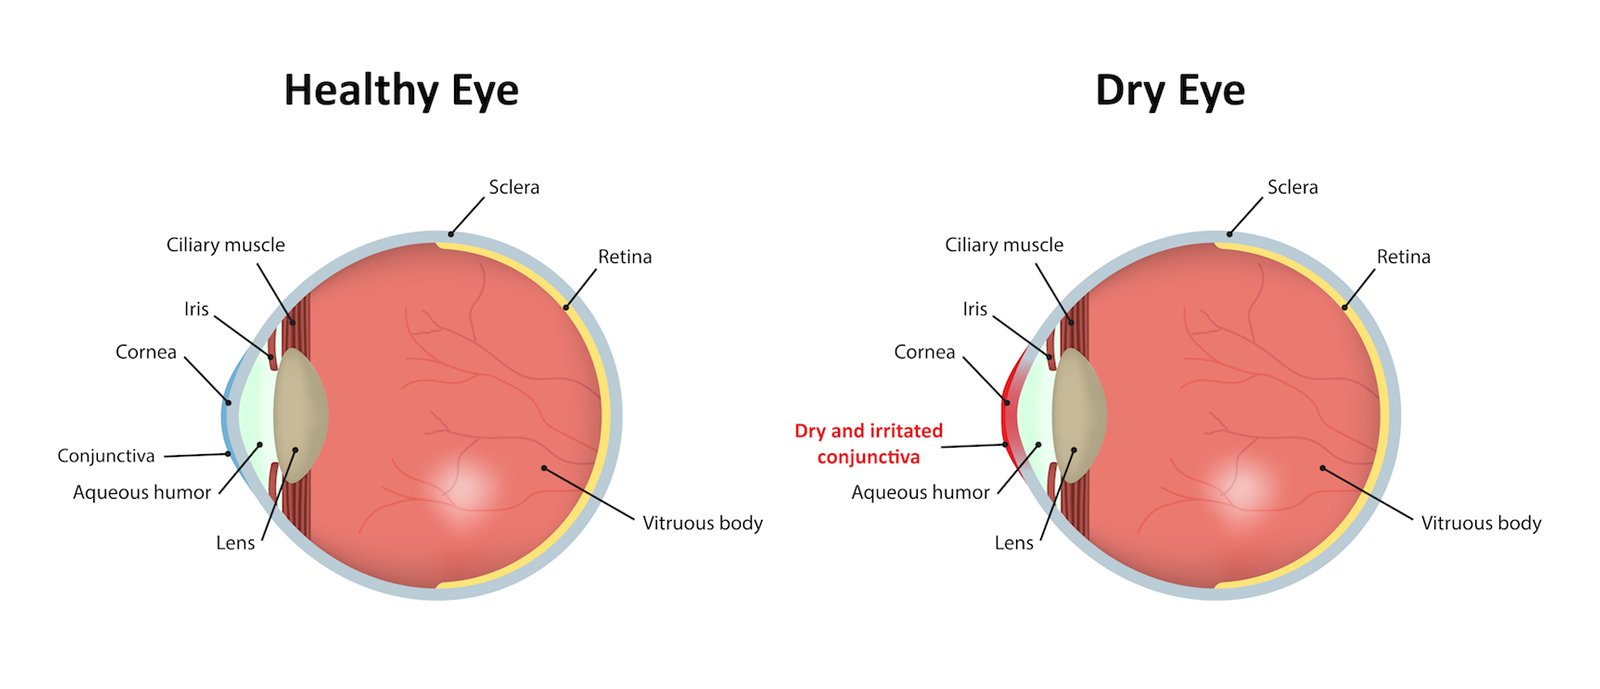 Healthy Eye
Sclera
Ciliary muscle
Retina
Iris
Cornea
Conjunctiva
Aqueous humor
Lens
Vitruous body
Dry Eye
Sclera
Ciliary muscle
Retina
Iris
Cornea
Dry and irritated
conjunctiva
Aqueous humor
Lens
Vitruous body